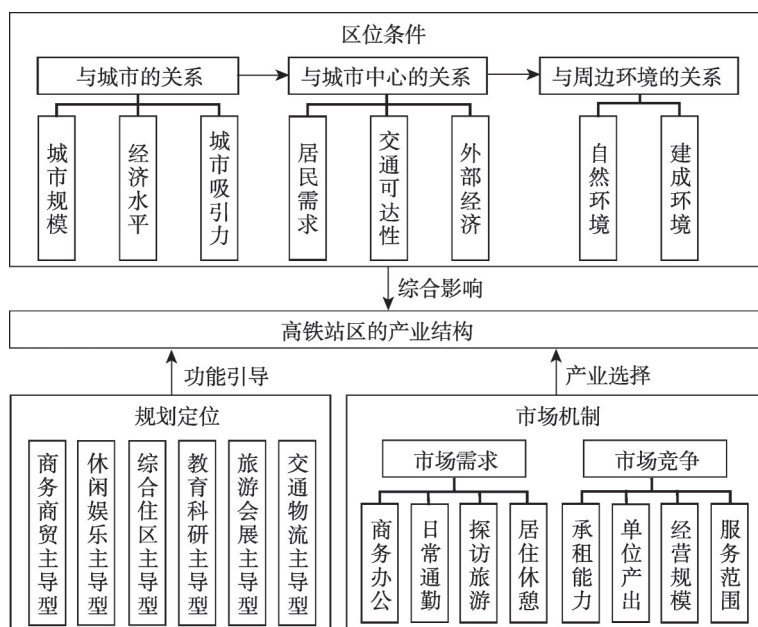 区位条件
与城市的关系
与城市中心的关系
与周边环境的关系
城市规模
经济水平
城市吸引力
居民需求
交通可达性
外部经济
自然环境
建成环境
综合影响
高铁站区的产业结构
功能引导
产业选择
规划定位
商务商贸主导型
休闲娱乐主导型
综合住区主导型
教育科研主导型
旅游会展主导型
交通物流主导型
市场机制
市场需求
市场竞争
商务办公
日常通勤
探访旅游
居住休憩
承租能力
单位产出
经营规模
服务范围